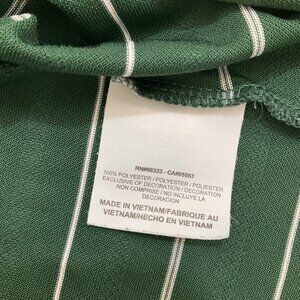 RN#56323 - CA#05553
100% POLYESTER / POLYESTER / POLIESTER
EXCLUSIVE OF DECORATION / DECORATION
NON COMPRISE / NO INCLUYE LA
DECORACION
MADE IN VIETNAM/FABRIQUE AU
VIETNAM/HECHO EN VIETNAM